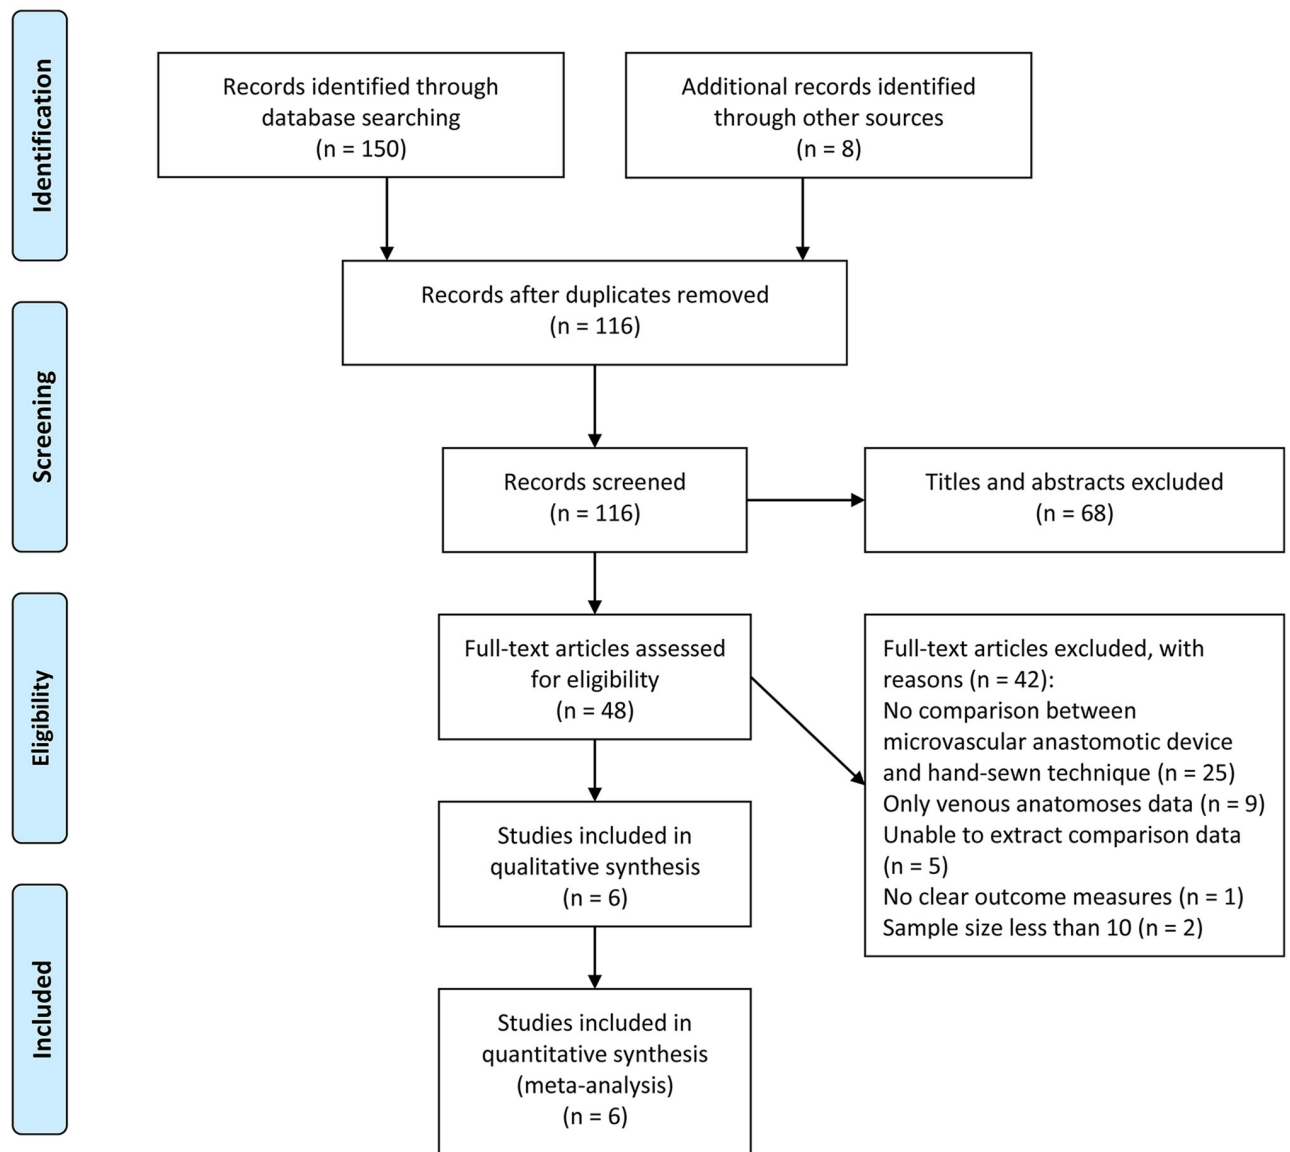 Identification
Records identified through
database searching
(n = 150)
Additional records identified
through other sources
(n = 8)
Records after duplicates removed
(n = 116)
Screening
Records screened
(n = 116)
Titles and abstracts excluded
(n = 68)
Eligibility
Full-text articles assessed
for eligibility
(n = 48)
Full-text articles excluded, with
reasons (n = 42):
No comparison between
microvascular anastomotic device
and hand-sewn technique (n = 25)
Only venous anatomoses data (n = 9)
Unable to extract comparison data
(n = 5)
No clear outcome measures (n = 1)
Sample size less than 10 (n = 2)
Studies included in
qualitative synthesis
(n = 6)
Included
Studies included in
quantitative synthesis
(meta-analysis)
(n = 6)